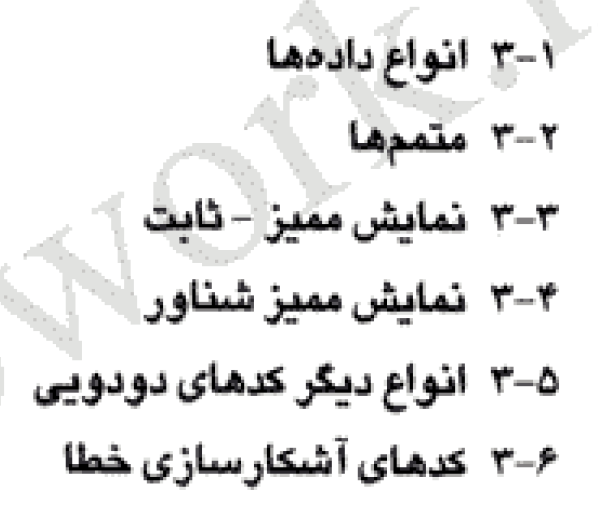 ۳-۱ انواع داده‌ها
۳-۲ متمم‌ها
۳-۳ نمایش ممیز - ثابت
۳-۴ نمایش ممیز شناور
۳-۵ انواع دیگر کدهای دودویی
۳-۶ کدهای آشکارسازی خطا
work.